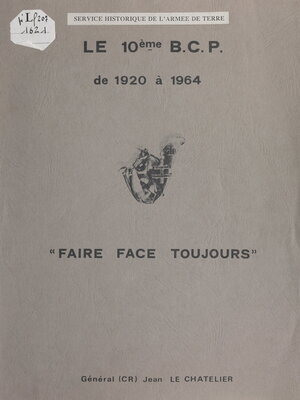 SERVICE HISTORIQUE DE L'ARMEE DE TERRE
LE 10ème B.C.P.
de 1920 à 1964
"FAIRE FACE TOUJOURS"
Général (CR) Jean LE CHATELIER